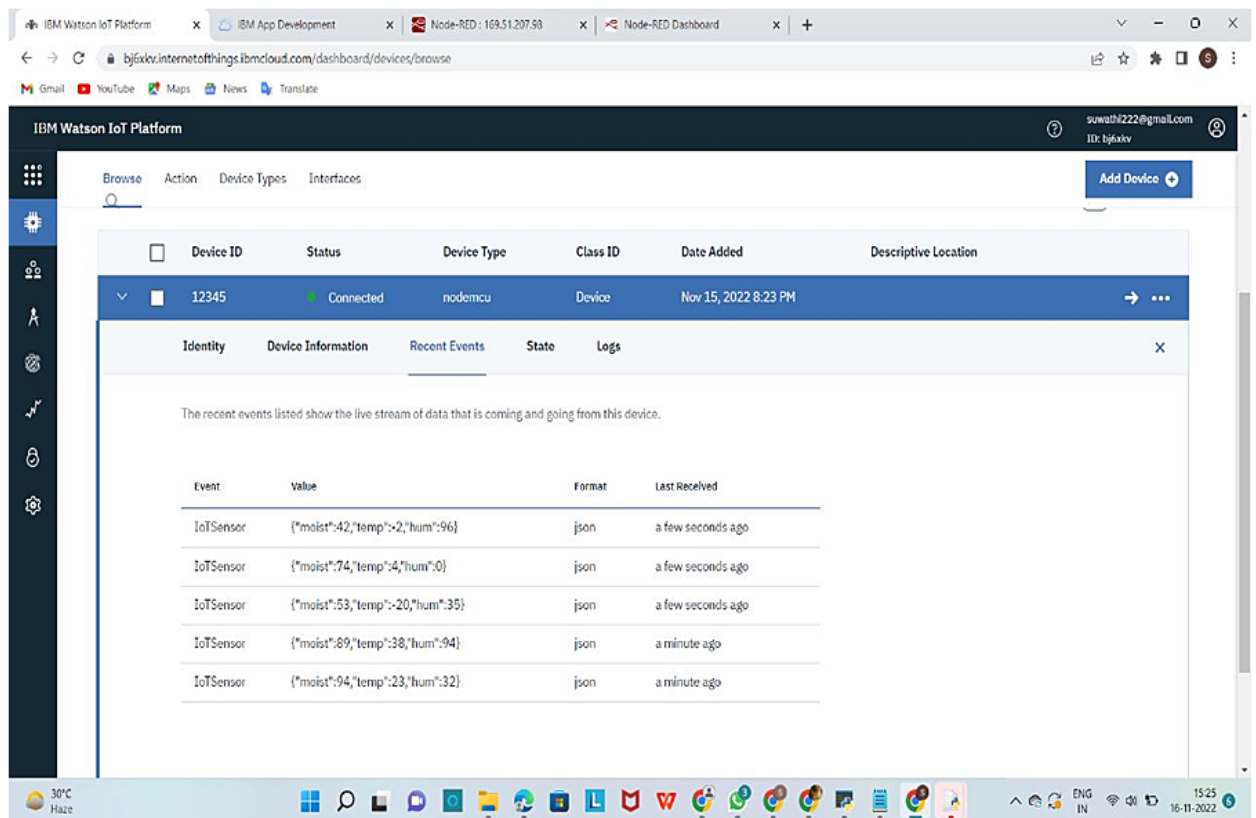 IBM Watson IoT Platform
IBM App Development
Node-RED : 169.51.207.98
Node-RED Dashboard
bj6xkv.internetofthings.ibmcloud.com/dashboard/devices/browse
S
Gmail YouTube Maps News Translate
IBM Watson IoT Platform
suwathi222@gmail.com
ID: bj6xkv
Browse Action Device Types Interfaces
Add Device
Device ID Status Device Type Class ID Date Added Descriptive Location
12345 Connected nodemcu Device Nov 15, 2022 8:23 PM
Identity Device Information Recent Events State Logs
The recent events listed show the live stream of data that is coming and going from this device.
Event Value Format Last Received
IoTSensor {"moist":42,"temp":-2,"hum":96} json a few seconds ago
IoTSensor {"moist":74,"temp":4,"hum":0} json a few seconds ago
IoTSensor {"moist":53,"temp":-20,"hum":35} json a few seconds ago
IoTSensor {"moist":89,"temp":38,"hum":94} json a minute ago
IoTSensor {"moist":94,"temp":23,"hum":32} json a minute ago
30°C
Haze
ENG
IN
15:25
16-11-2022
6